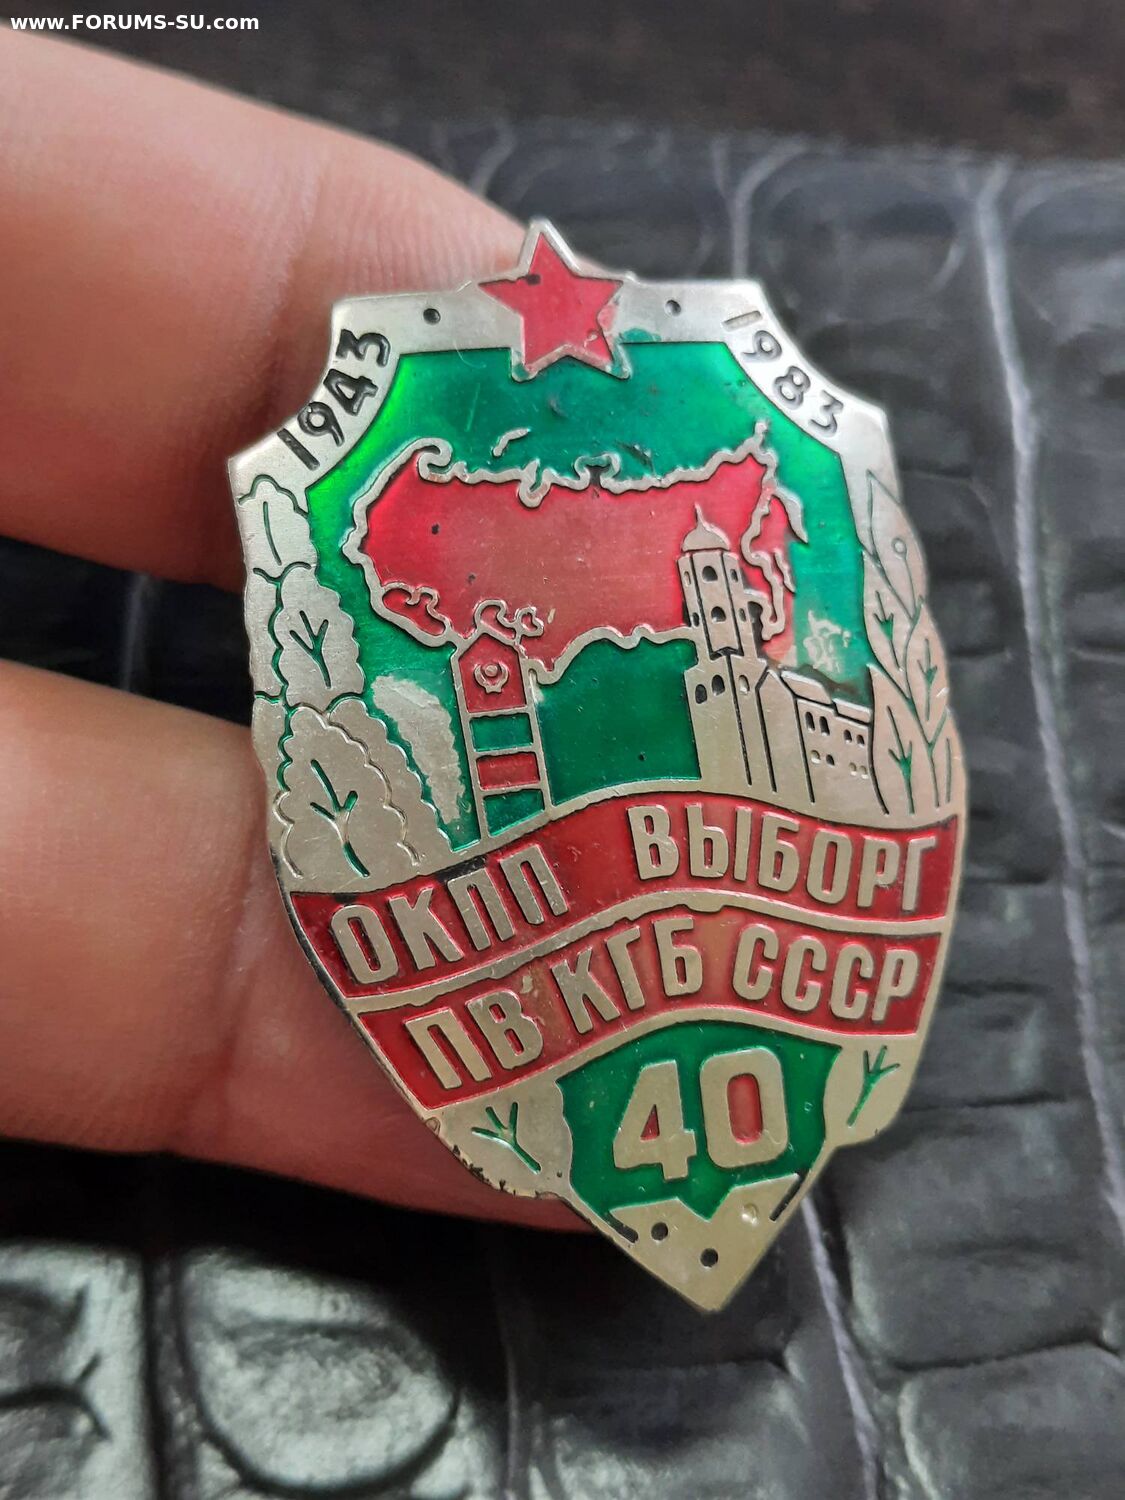 www.FORUMS-SU.com
1943 1983
ОКПП ВЫБОРГ
ПВ КГБ СССР
40